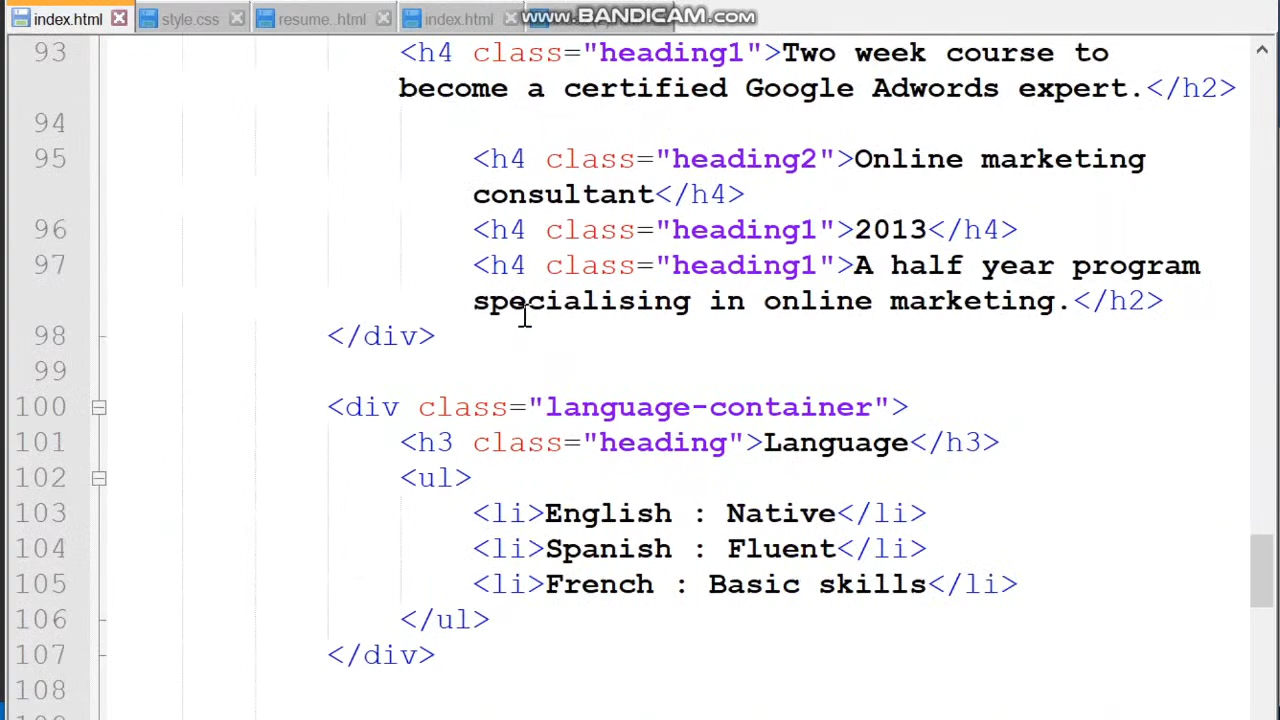 index.html style.css resume..html index.html
www.BANDICAM.com
93 <h4 class="heading1">Two week course to
become a certified Google Adwords expert.</h2>
94
95 <h4 class="heading2">Online marketing
consultant</h4>
96 <h4 class="heading1">2013</h4>
97 <h4 class="heading1">A half year program
specialising in online marketing.</h2>
98 </div>
99
100 <div class="language-container">
101 <h3 class="heading">Language</h3>
102 <ul>
103 <li>English : Native</li>
104 <li>Spanish : Fluent</li>
105 <li>French : Basic skills</li>
106 </ul>
107 </div>
108